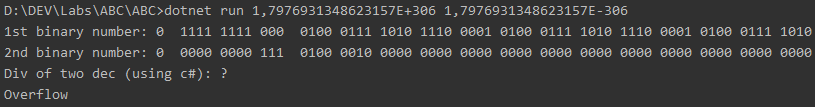 D:\DEV\Labs\ABC\ABC>dotnet run 1,7976931348623157E+306 1,7976931348623157E-306
1st binary number: 0  1111 1111 000  0100 0111 1010 1110 0001 0100 0111 1010 1110 0001 0100 0111 1010
2nd binary number: 0  0000 0000 111  0100 0010 0000 0000 0000 0000 0000 0000 0000 0000 0000 0000 0000
Div of two dec (using c#): ?
Overflow